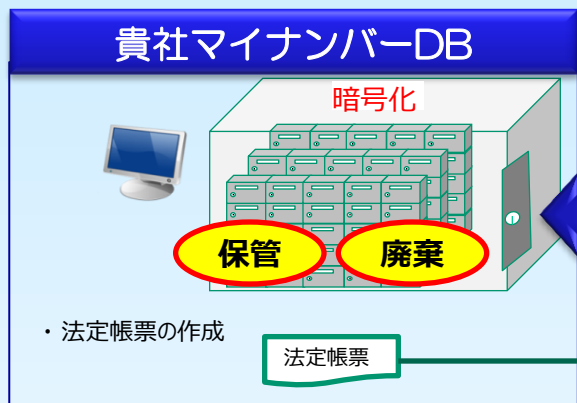 貴社マイナンバーDB
暗号化
保管
廃棄
・法定帳票の作成
法定帳票